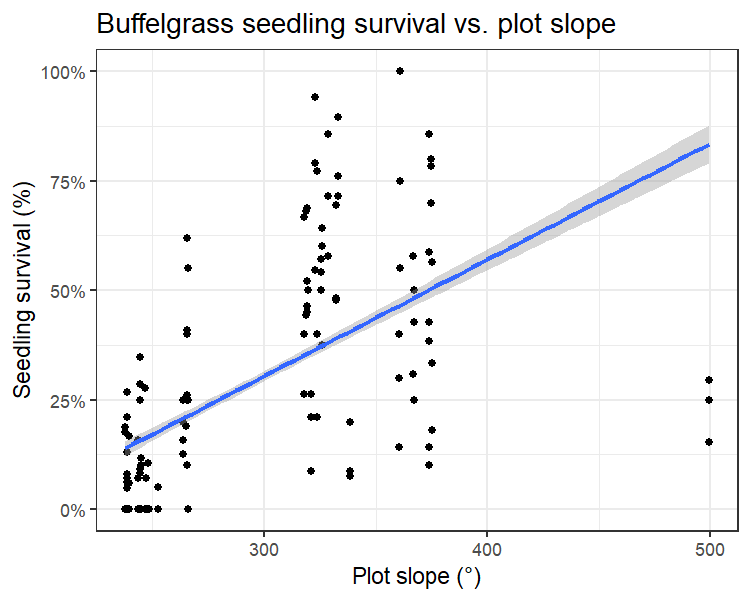 Buffelgrass seedling survival vs. plot slope
Seedling survival (%)
100%
75%
50%
25%
0%
300
400
500
Plot slope (°)